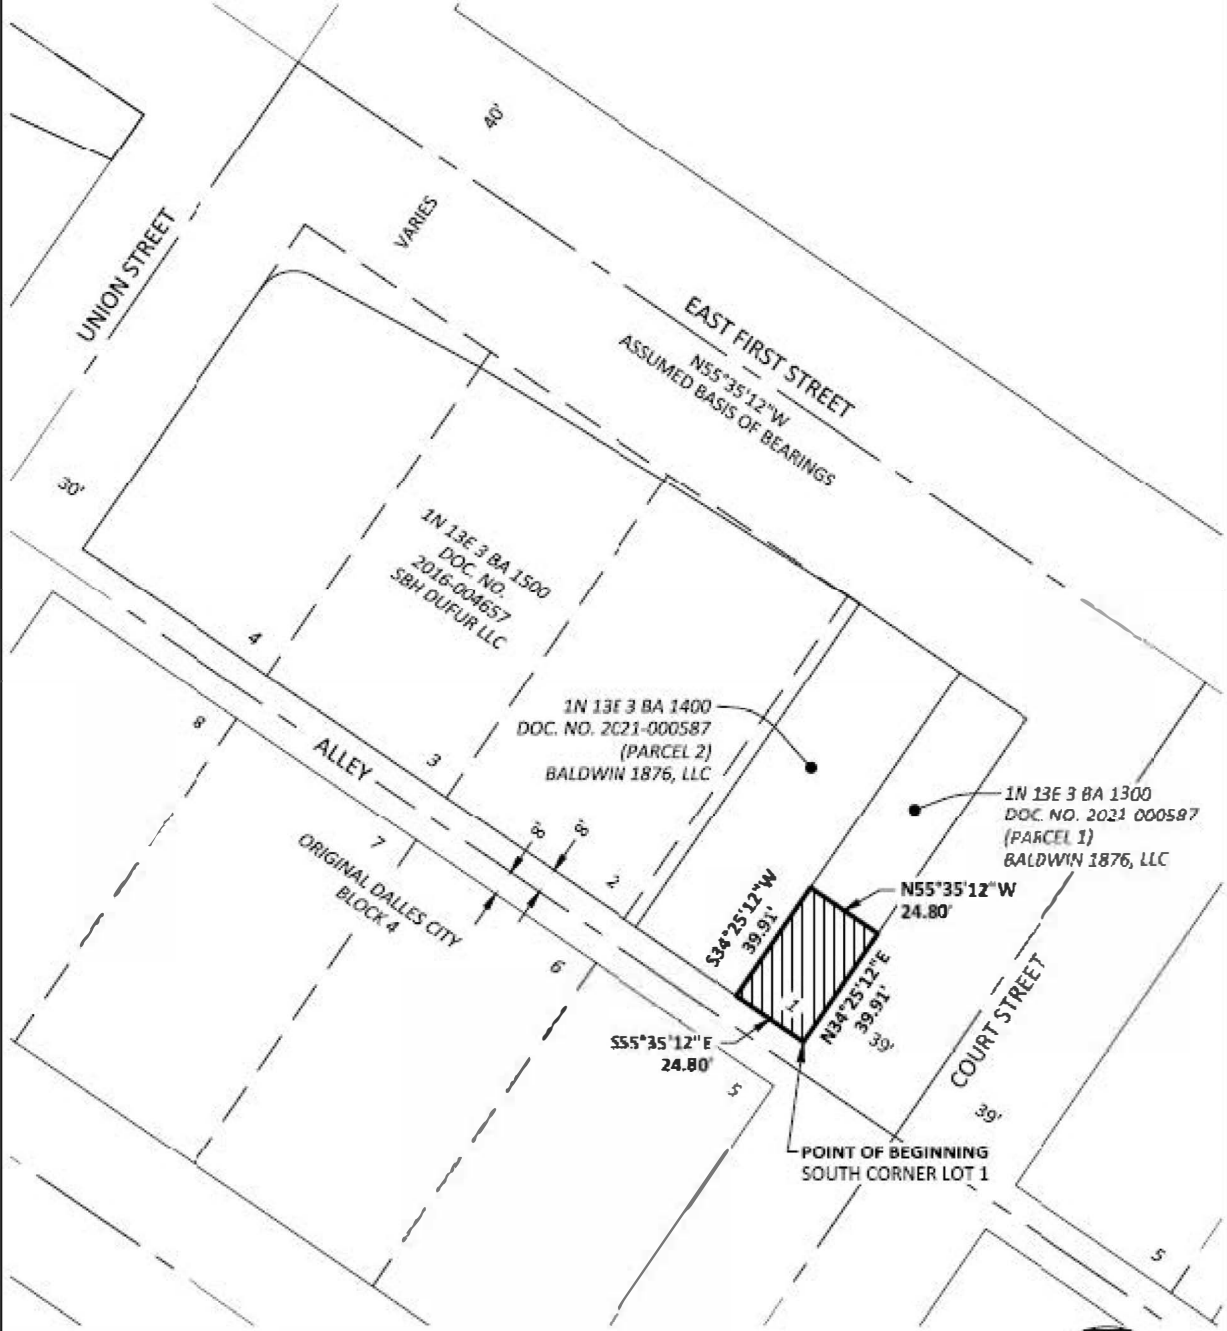 40'
VARIES
UNION STREET
EAST FIRST STREET
N55°35'12"W
ASSUMED BASIS OF BEARINGS
30'
1N 13E 3 BA 1500
DOC. NO.
2016-004657
SBH DUFUR LLC
4
3
2
8
7
6
5
ALLEY
8'
8'
ORIGINAL DALLES CITY
BLOCK 4
1N 13E 3 BA 1400
DOC. NO. 2021-000587
(PARCEL 2)
BALDWIN 1876, LLC
1N 13E 3 BA 1300
DOC. NO. 2021 000587
(PARCEL 1)
BALDWIN 1876, LLC
N55°35'12"W
24.80'
S34°25'12"W
39.91'
N34°25'12"E
39.91'
1
S55°35'12"E
24.80'
39'
COURT STREET
39'
POINT OF BEGINNING
SOUTH CORNER LOT 1
5